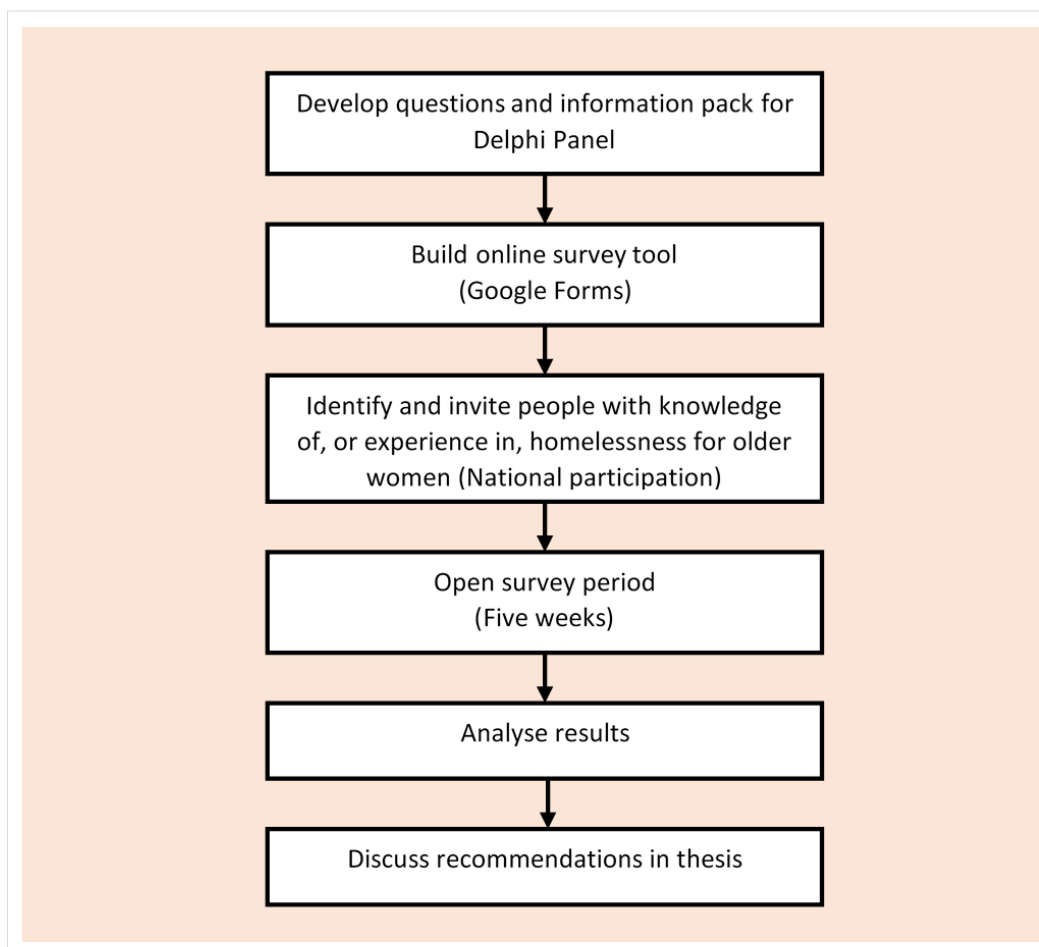 Develop questions and information pack for
Delphi Panel
Build online survey tool
(Google Forms)
Identify and invite people with knowledge
of, or experience in, homelessness for older
women (National participation)
Open survey period
(Five weeks)
Analyse results
Discuss recommendations in thesis